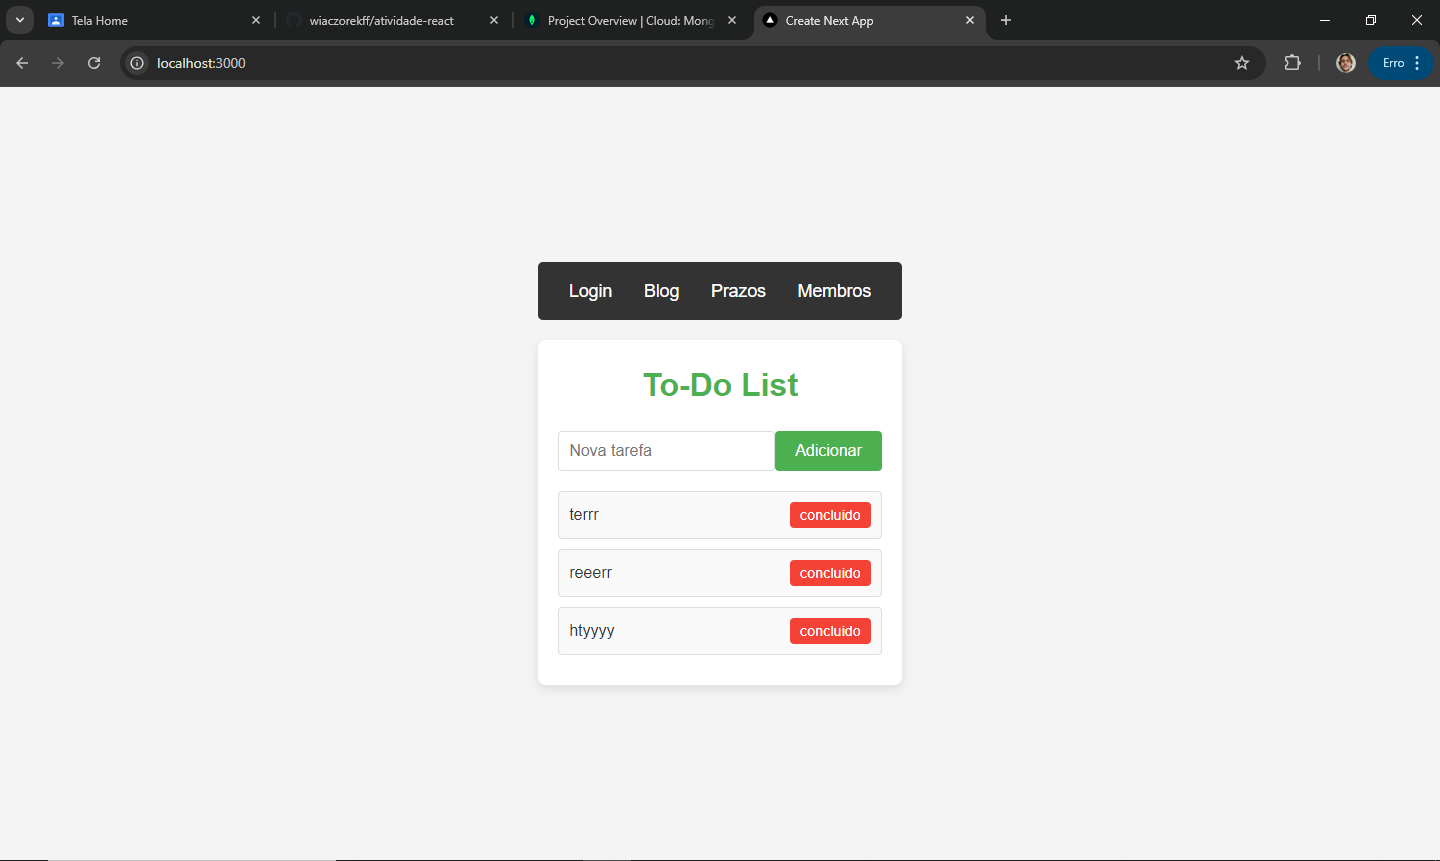 Tela Home
wiaczorekff/atividade-react
Project Overview | Cloud: Mong
Create Next App
localhost:3000
Erro
Login Blog Prazos Membros
To-Do List
Nova tarefa Adicionar
terrr concluido
reeerr concluido
htyyyy concluido